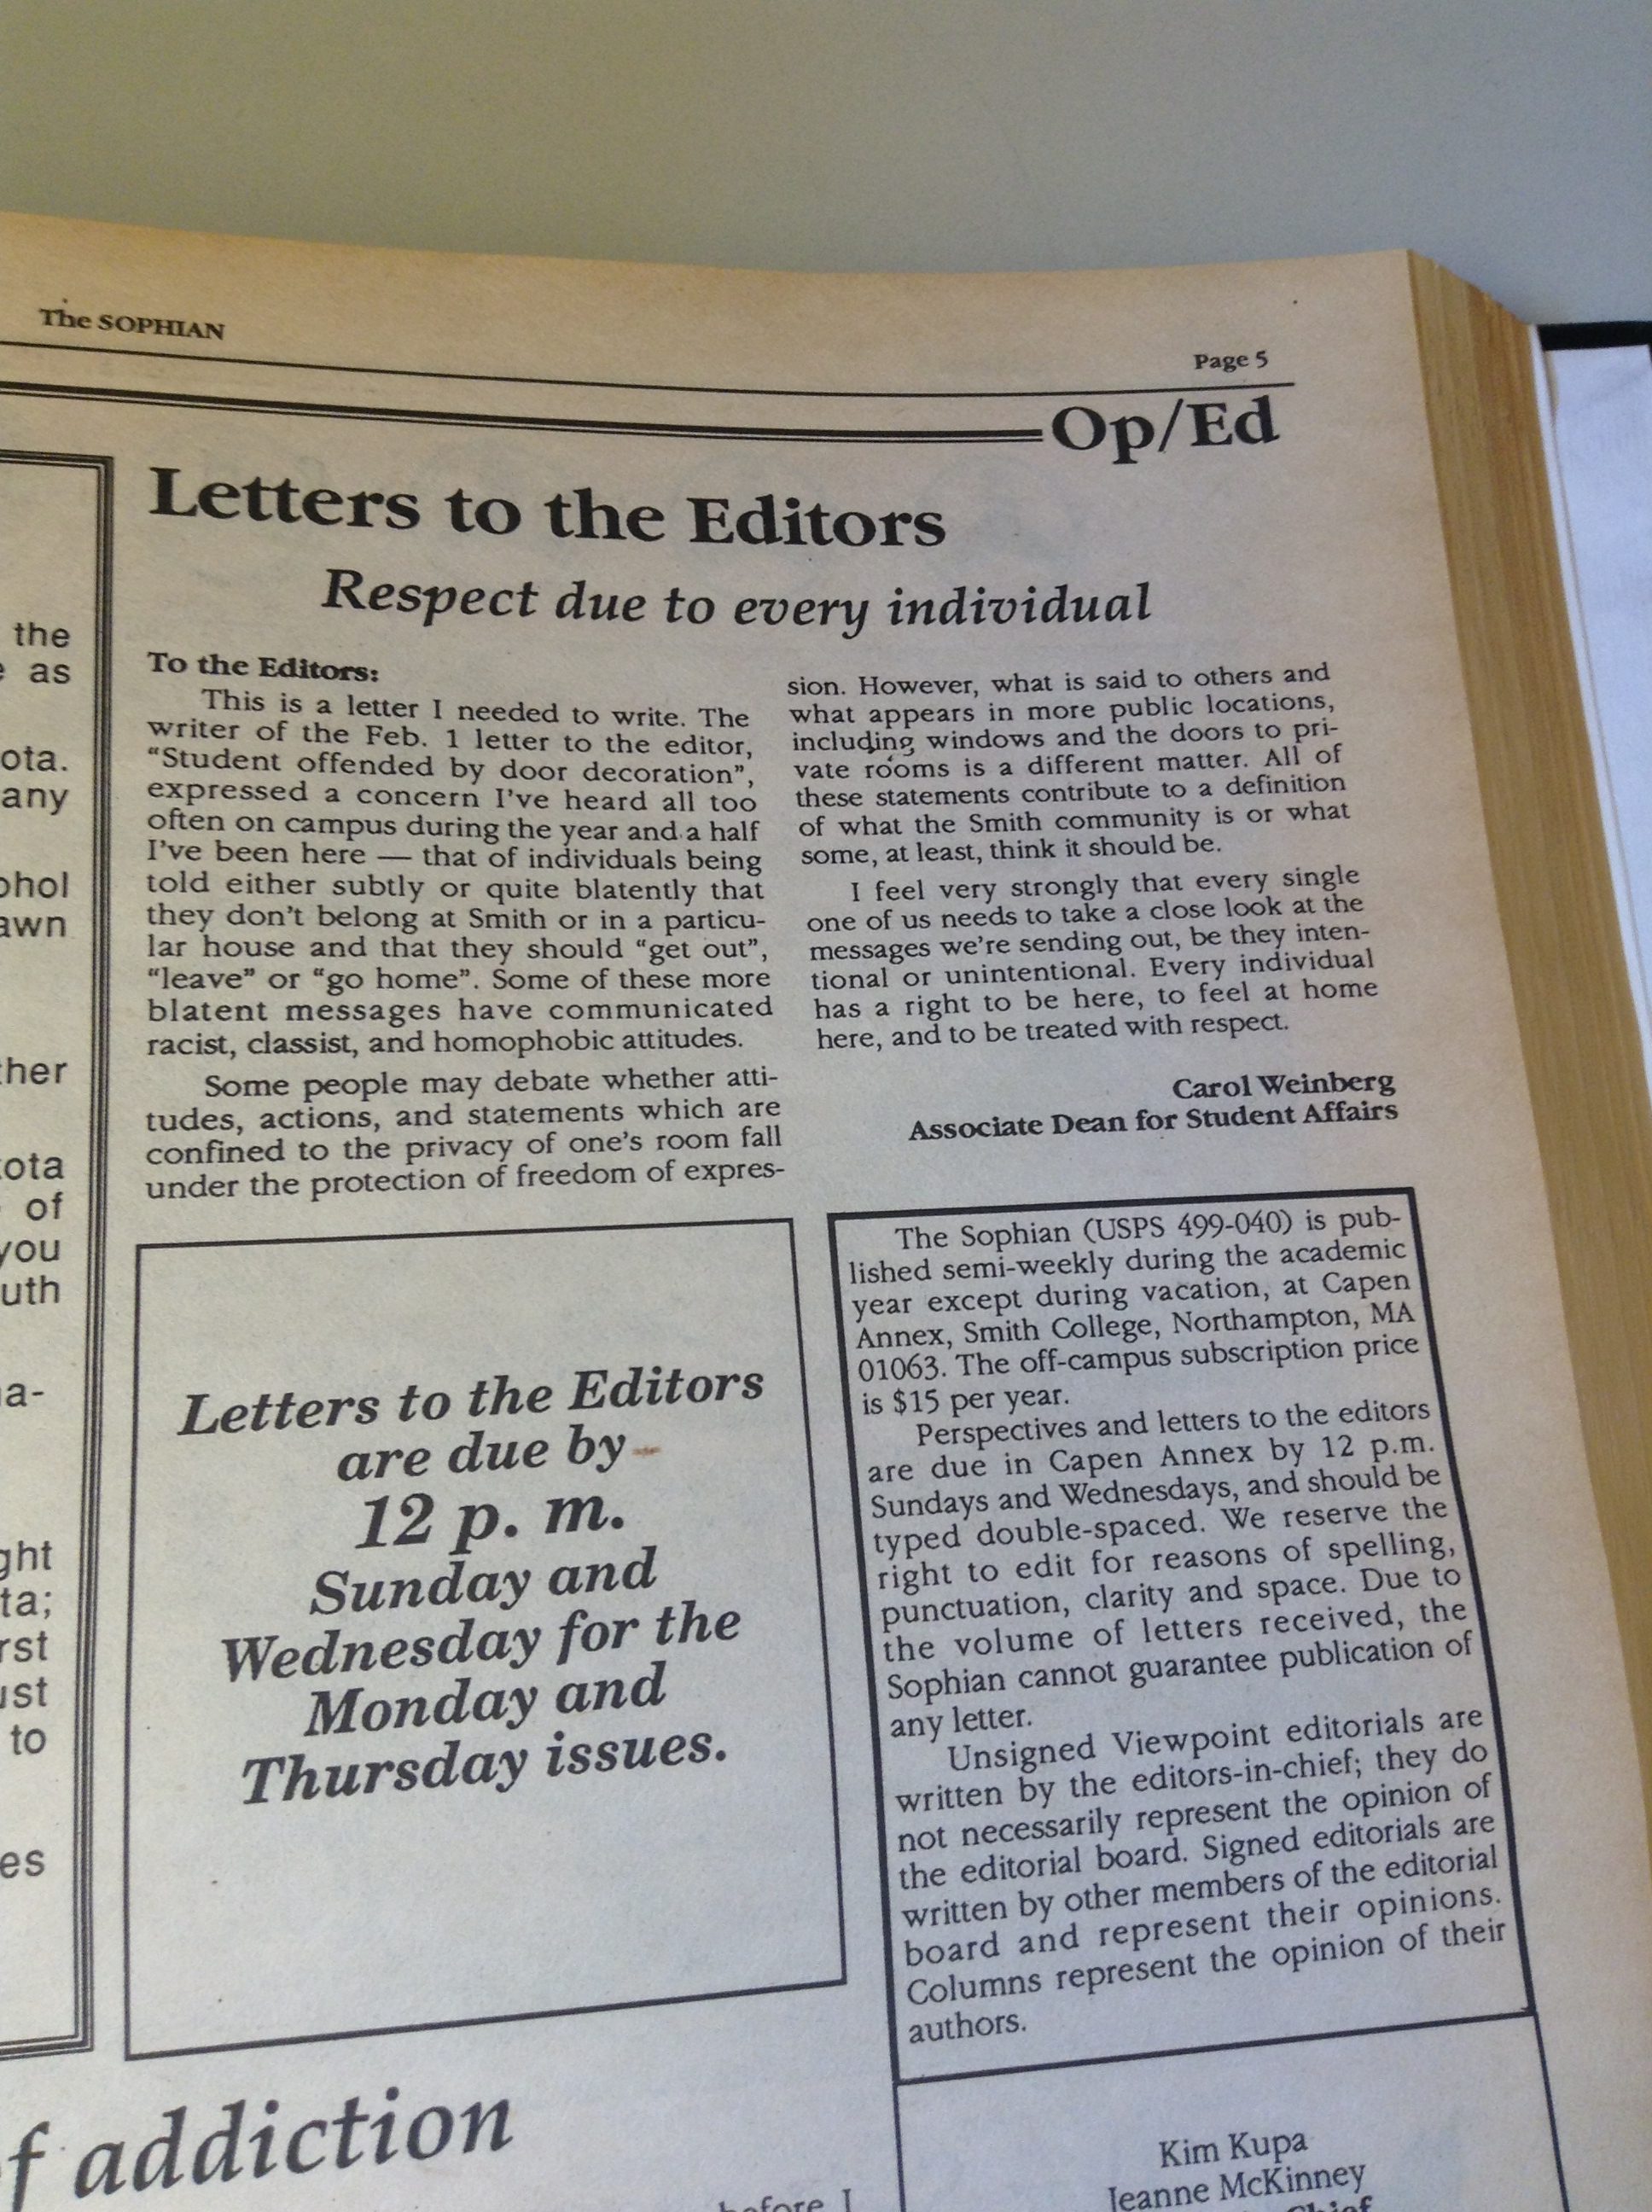 The SOPHIAN
Page 5
Op/Ed
the
as
ota.
any
ohol
awn
ther
ota
of
you
uth
a-
ght
ta;
rst
ust
to
es
Letters to the Editors
Respect due to every individual
To the Editors:
This is a letter I needed to write. The
writer of the Feb. 1 letter to the editor,
“Student offended by door decoration”,
expressed a concern I've heard all too
often on campus during the year and a half
I've been here — that of individuals being
told either subtly or quite blatently that
they don't belong at Smith or in a particu-
lar house and that they should “get out”,
“leave” or “go home”. Some of these more
blatent messages have communicated
racist, classist, and homophobic attitudes.
Some people may debate whether atti-
tudes, actions, and statements which are
confined to the privacy of one's room fall
under the protection of freedom of expres-
sion. However, what is said to others and
what appears in more public locations,
including windows and the doors to pri-
vate rooms is a different matter. All of
these statements contribute to a definition
of what the Smith community is or what
some, at least, think it should be.
I feel very strongly that every single
one of us needs to take a close look at the
messages we're sending out, be they inten-
tional or unintentional. Every individual
has a right to be here, to feel at home
here, and to be treated with respect.
Carol Weinberg
Associate Dean for Student Affairs
Letters to the Editors
are due by
12 p. m.
Sunday and
Wednesday for the
Monday and
Thursday issues.
The Sophian (USPS 499-040) is pub-
lished semi-weekly during the academic
year except during vacation, at Capen
Annex, Smith College, Northampton, MA
01063. The off-campus subscription price
is $15 per year.
Perspectives and letters to the editors
are due in Capen Annex by 12 p.m.
Sundays and Wednesdays, and should be
typed double-spaced. We reserve the
right to edit for reasons of spelling,
punctuation, clarity and space. Due to
the volume of letters received, the
Sophian cannot guarantee publication of
any letter.
Unsigned Viewpoint editorials are
written by the editors-in-chief; they do
not necessarily represent the opinion of
the editorial board. Signed editorials are
written by other members of the editorial
board and represent their opinions.
Columns represent the opinion of their
authors.
Kim Kupa
Jeanne McKinney
Chief
f addiction
before I